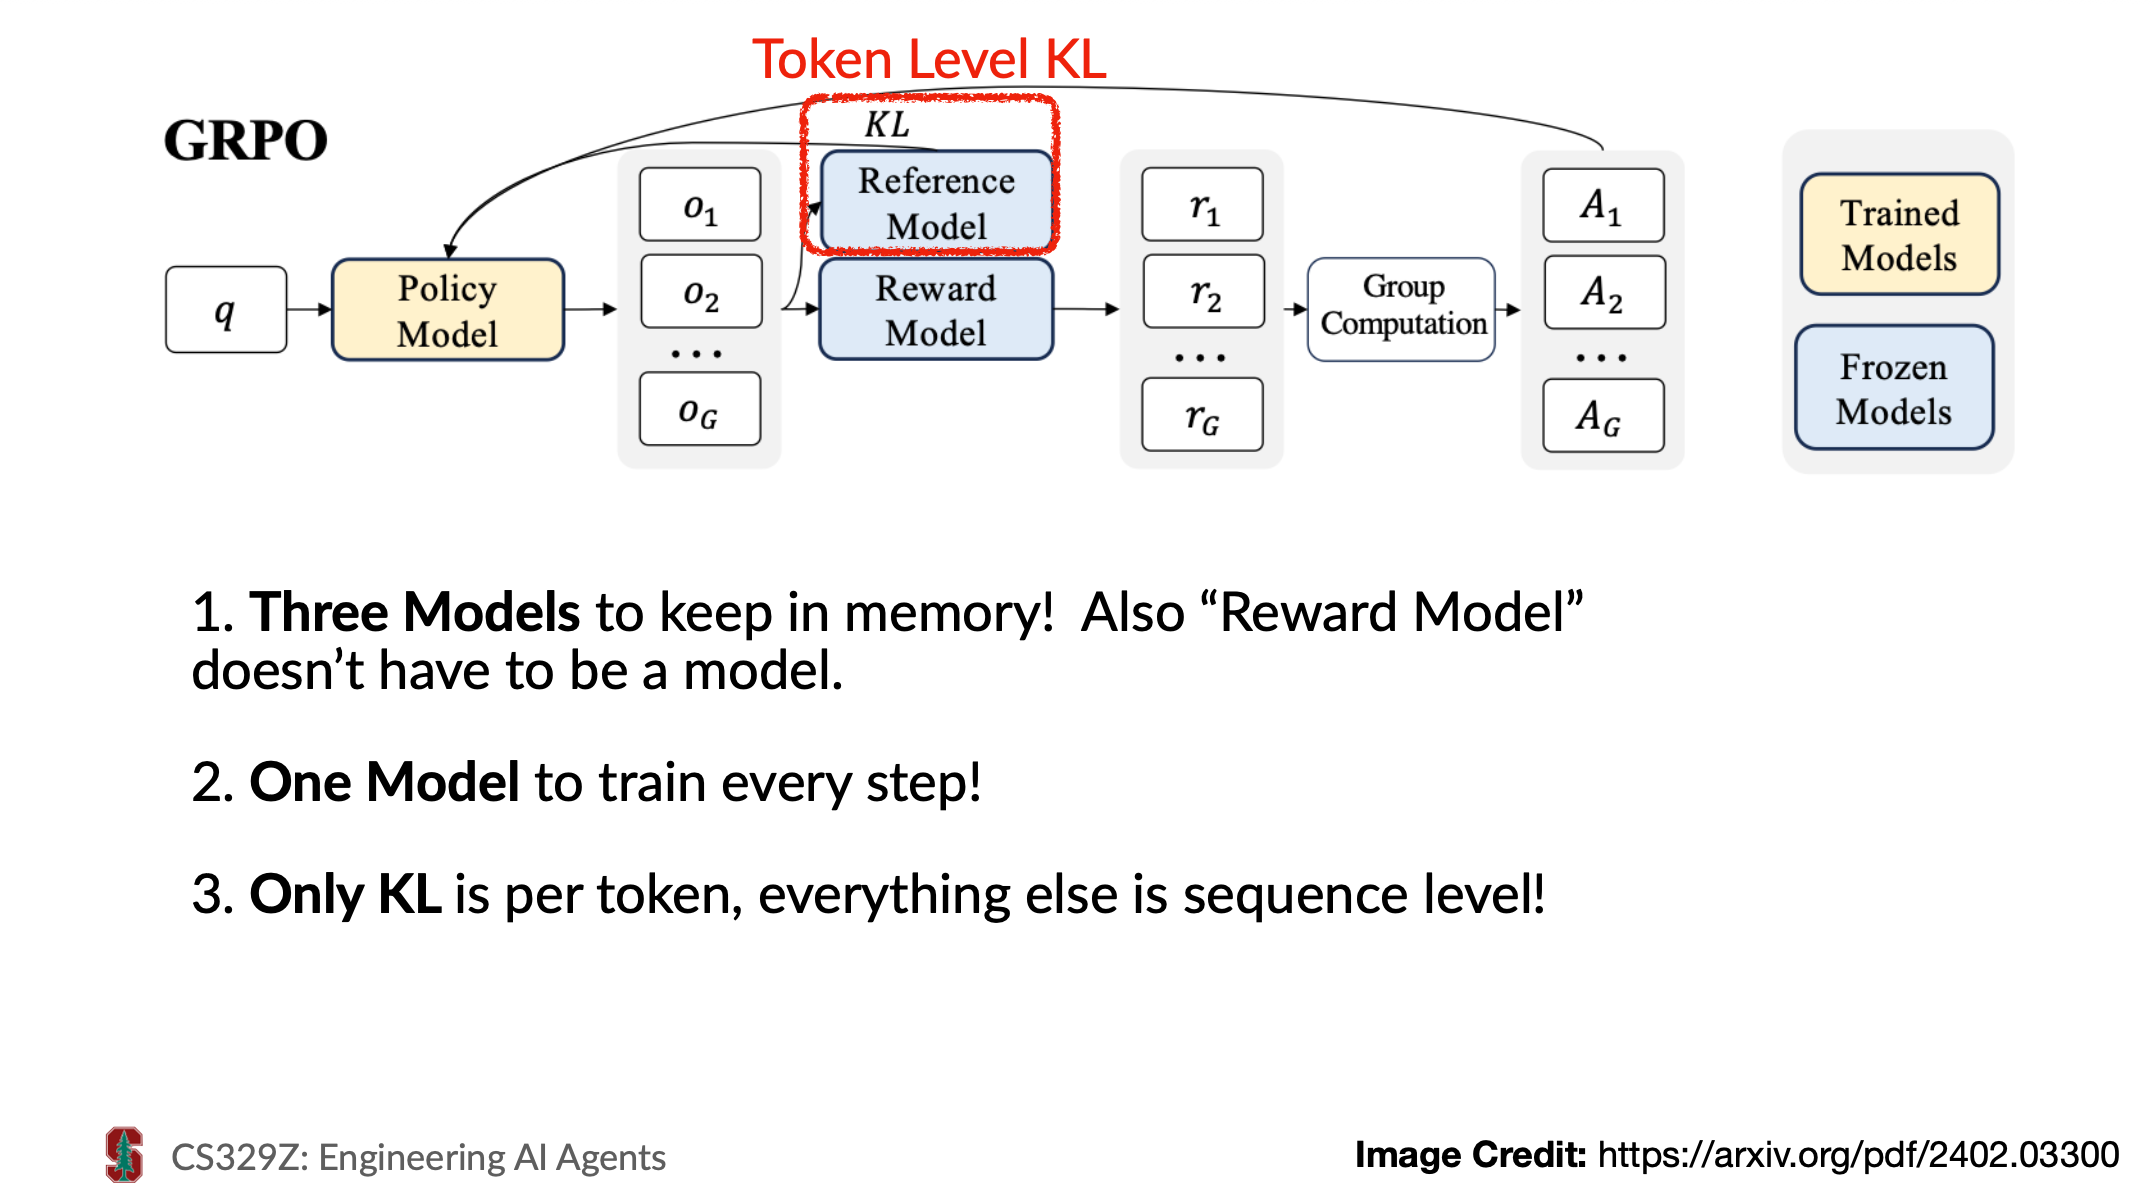 Token Level KL
GRPO
KL
q
Policy
Model
o₁
o₂
...
o_G
Reference
Model
Reward
Model
r₁
r₂
...
r_G
Group
Computation
A₁
A₂
...
A_G
Trained
Models
Frozen
Models
1. Three Models to keep in memory!  Also “Reward Model”
doesn’t have to be a model.
2. One Model to train every step!
3. Only KL is per token, everything else is sequence level!
CS329Z: Engineering AI Agents
Image Credit: https://arxiv.org/pdf/2402.03300